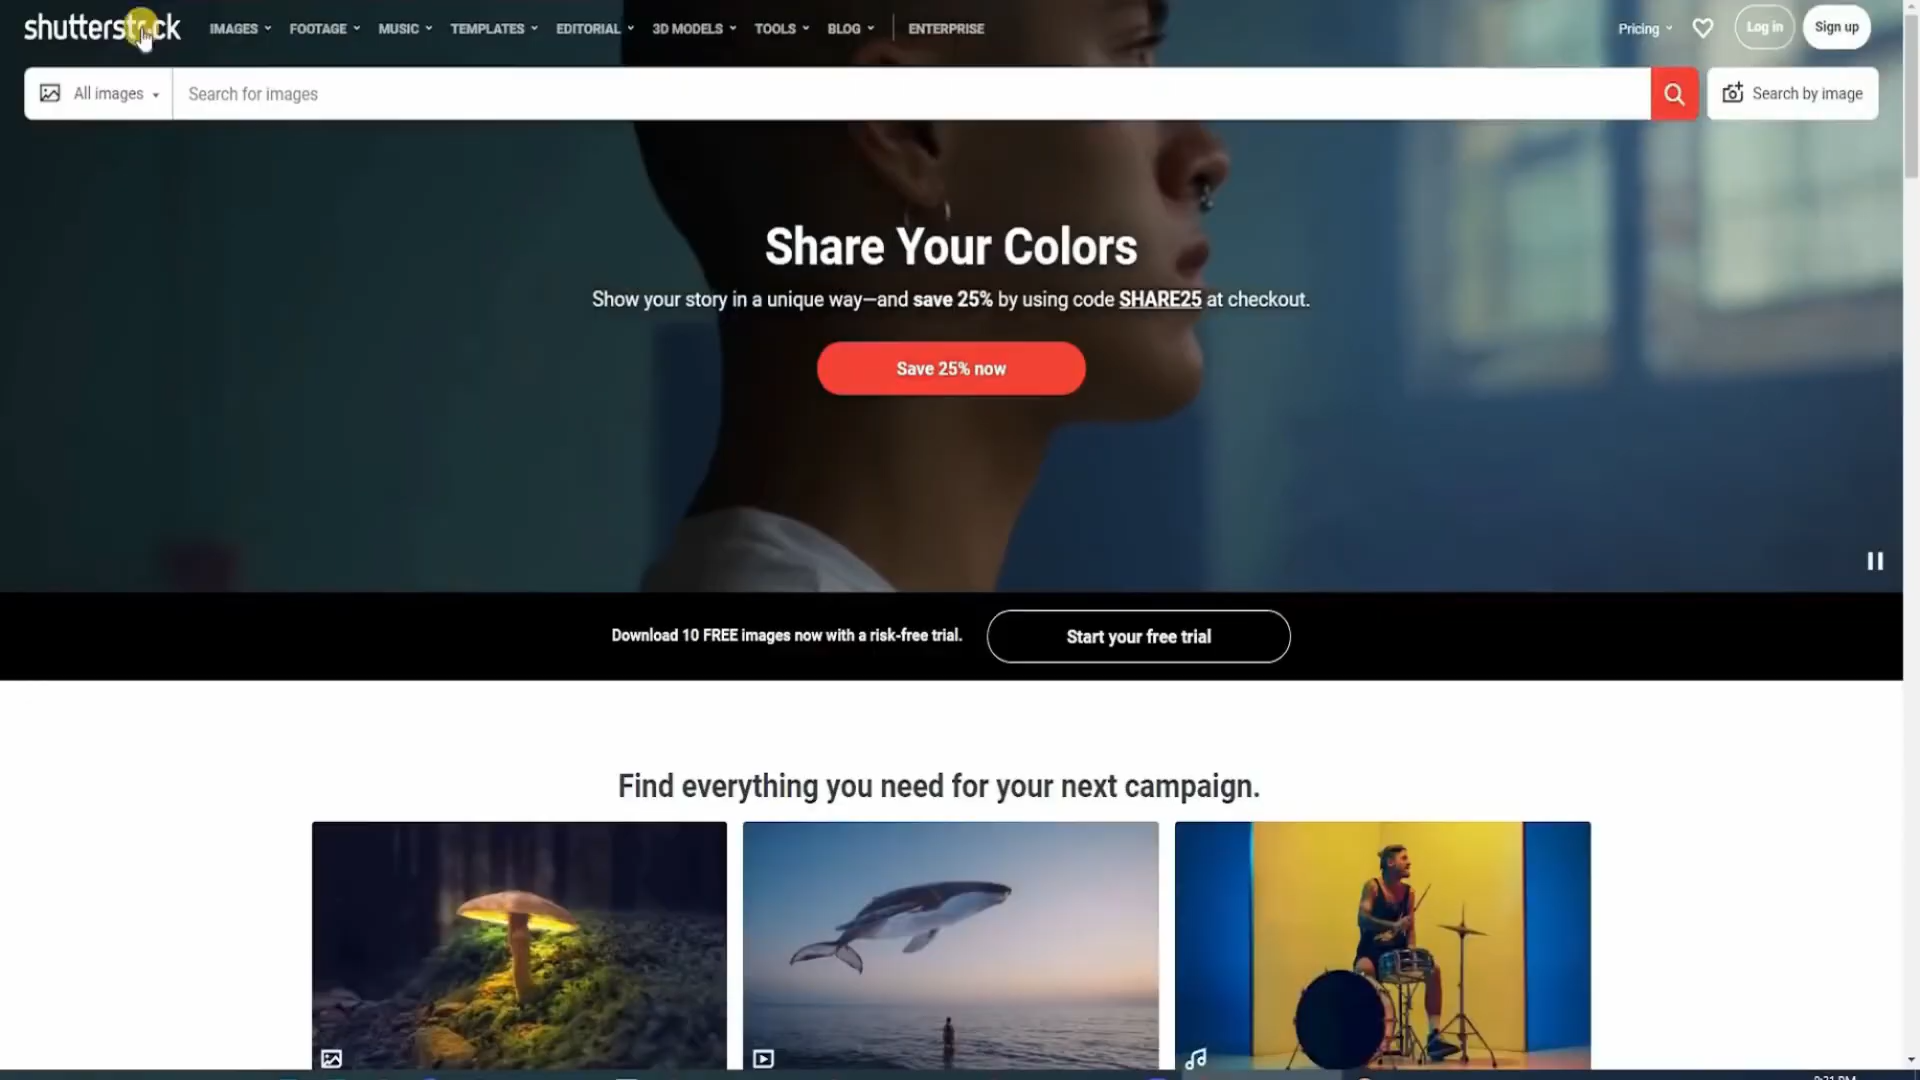 shutterstock
IMAGES FOOTAGE MUSIC TEMPLATES EDITORIAL 3D MODELS TOOLS BLOG ENTERPRISE
Pricing Log in Sign up
All images Search for images Search by image
Share Your Colors
Show your story in a unique way—and save 25% by using code SHARE25 at checkout.
Save 25% now
Download 10 FREE images now with a risk-free trial. Start your free trial
Find everything you need for your next campaign.